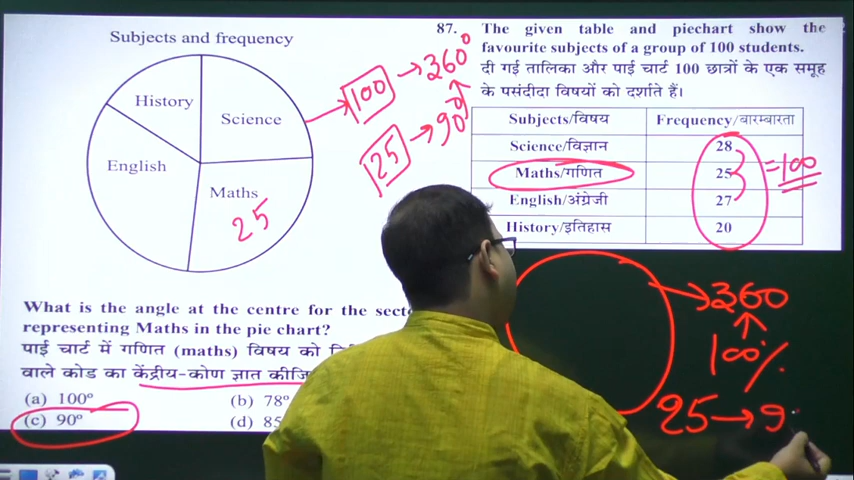 Subjects and frequency
History
Science
English
Maths
25
100 → 360°
25 → 90°
What is the angle at the centre for the sect
representing Maths in the pie chart?
पाई चार्ट में गणित (maths) विषय को
वाले कोड का केंद्रीय-कोण ज्ञात कीजि
(a) 100°
(b) 78°
(c) 90°
(d) 85
87. The given table and piechart show the
favourite subjects of a group of 100 students.
दी गई तालिका और पाई चार्ट 100 छात्रों के एक समूह
के पसंदीदा विषयों को दर्शाते हैं।
Subjects/विषय Frequency/बारम्बारता
Science/विज्ञान 28
Maths/गणित 25
English/अंग्रेजी 27
History/इतिहास 20
=100
360
100%
25 → 9